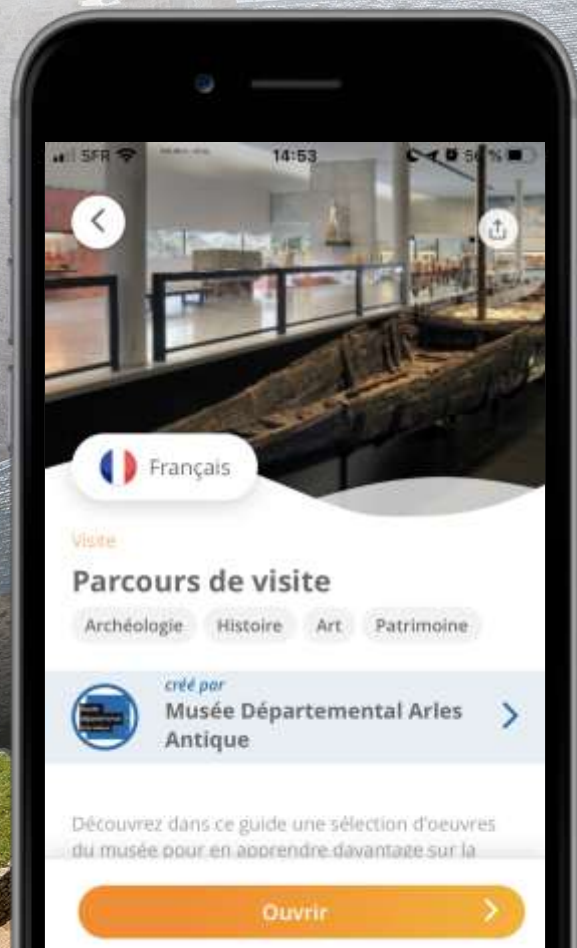 SFR 14:53
Français
Visite
Parcours de visite
Archéologie Histoire Art Patrimoine
créé par
Musée Départemental Arles
Antique
Découvrez dans ce guide une sélection d'oeuvres
du musée pour en apprendre davantage sur la
Ouvrir